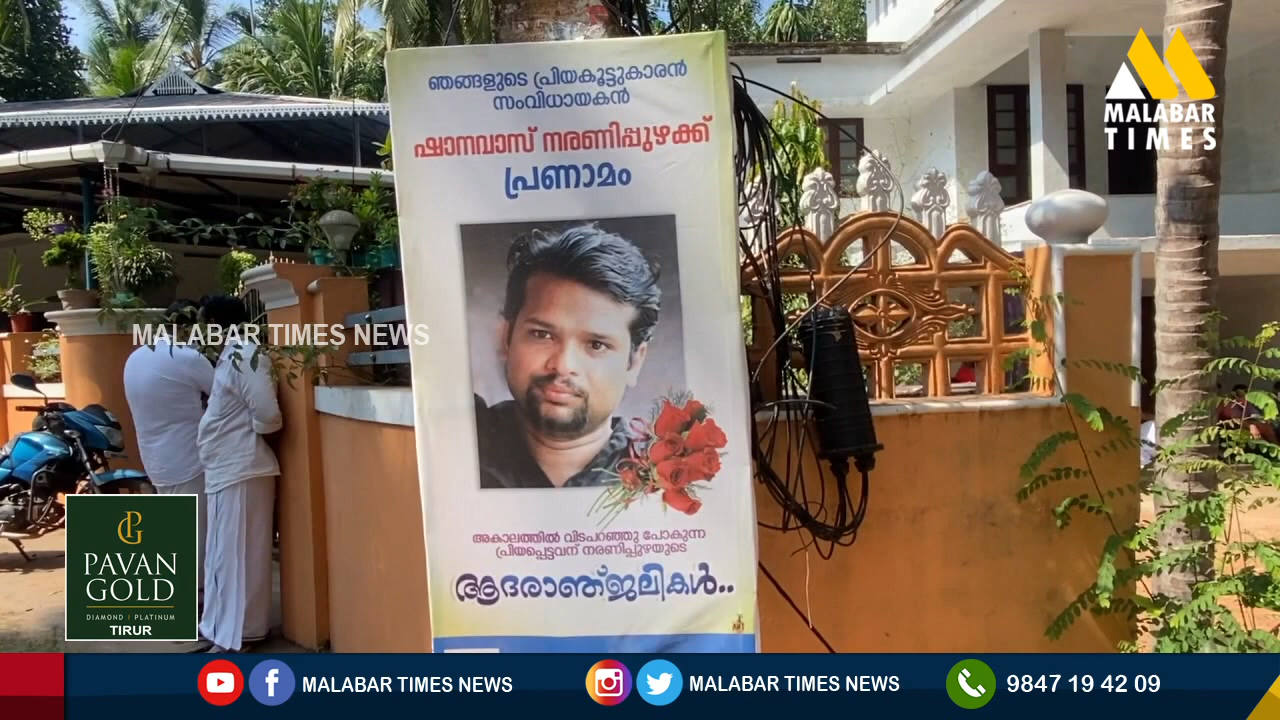 ഞങ്ങളുടെ പ്രിയകൂട്ടുകാരൻ
സംവിധായകൻ
ഷാനവാസ് നരണിപ്പുഴക്ക്
പ്രണാമം
അകാലത്തിൽ വിടപറഞ്ഞു പോകുന്ന
പ്രിയപ്പെട്ടവന് നരണിപ്പുഴയുടെ
ആദരാഞ്ജലികൾ..
MALABAR
TIMES
MALABAR TIMES NEWS
PG
PAVAN
GOLD
DIAMOND | PLATINUM
TIRUR
MALABAR TIMES NEWS
MALABAR TIMES NEWS
9847 19 42 09